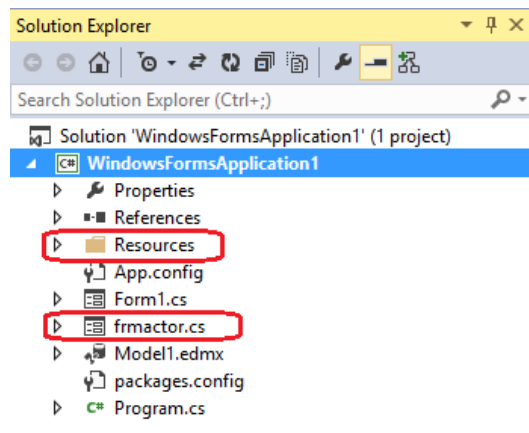 Solution Explorer
Search Solution Explorer (Ctrl+;)
Solution 'WindowsFormsApplication1' (1 project)
C# WindowsFormsApplication1
Properties
References
Resources
App.config
Form1.cs
frmactor.cs
Model1.edmx
packages.config
C# Program.cs